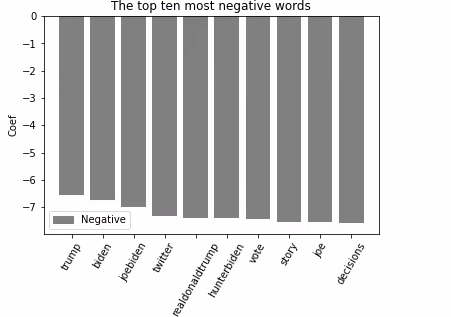 The top ten most negative words
0
−1
−2
−3
−4
−5
−6
−7
Coef
Negative
trump
biden
joebiden
twitter
realdonaldtrump
hunterbiden
vote
story
joe
decisions